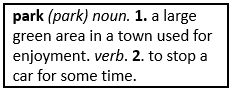 park (park) noun. 1. a large
green area in a town used for
enjoyment. verb. 2. to stop a
car for some time.